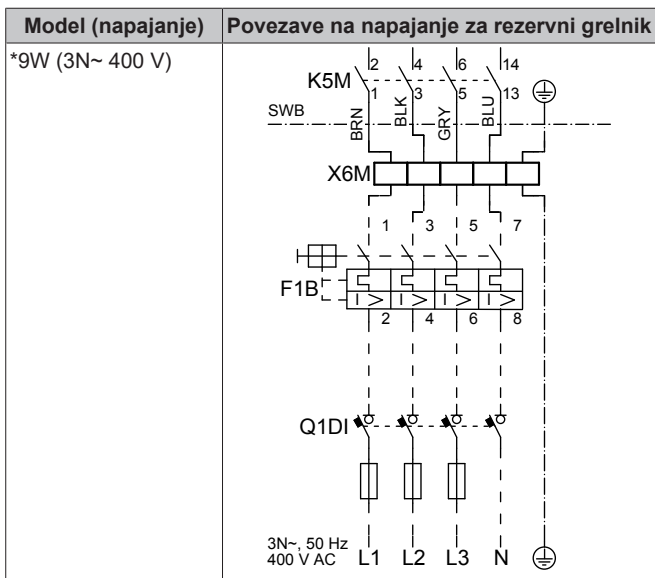 Model (napajanje) Povezave na napajanje za rezervni grelnik
*9W (3N~ 400 V)
2 4 6 14
K5M
1 3 5 13
SWB
BRN BLK GRY BLU
X6M
1 3 5 7
F1B
I > I > I > I >
2 4 6 8
Q1DI
3N~, 50 Hz
400 V AC L1 L2 L3 N